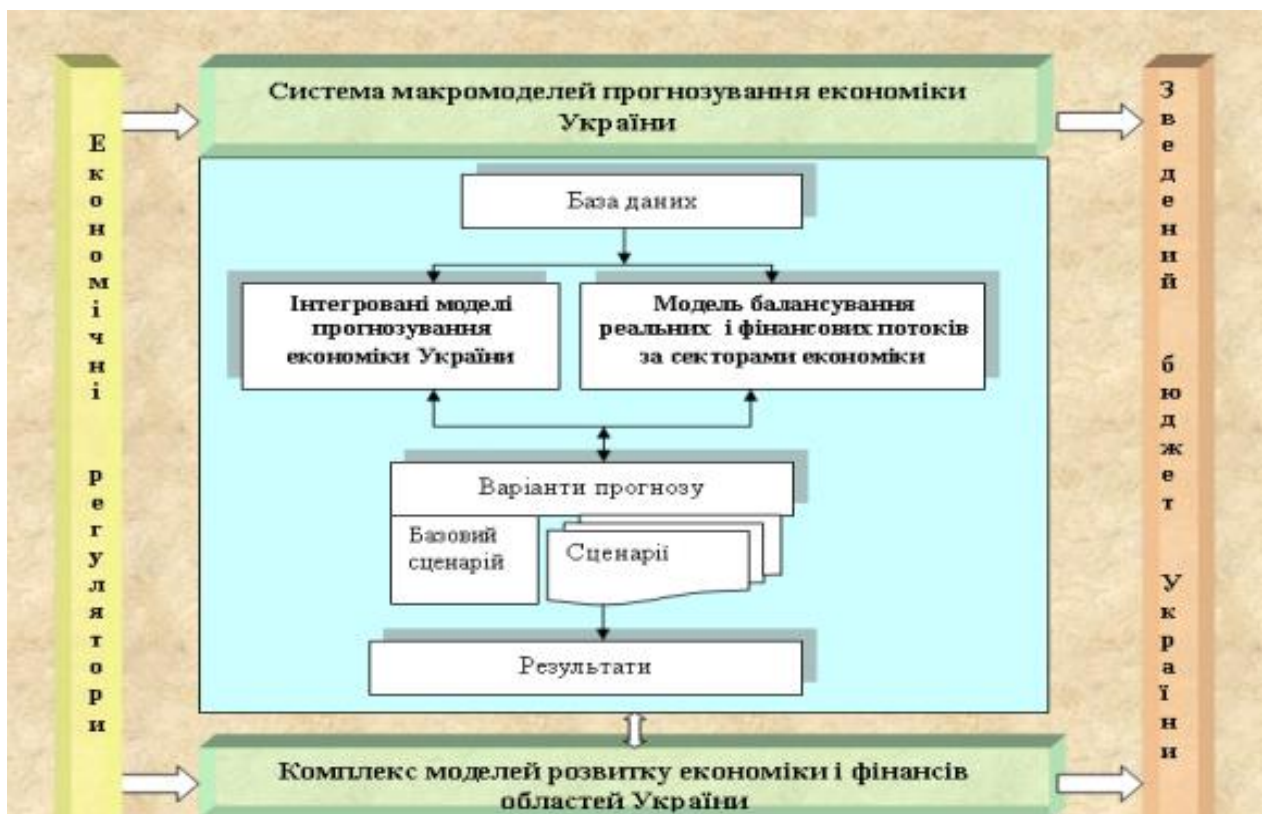 Економічні регулятори
Система макромоделей прогнозування економіки
України
База даних
Інтегровані моделі
прогнозування
економіки України
Модель балансування
реальних і фінансових потоків
за секторами економіки
Варіанти прогнозу
Базовий
сценарій
Сценарії
Результати
Комплекс моделей розвитку економіки і фінансів
областей України
Зведений бюджет України